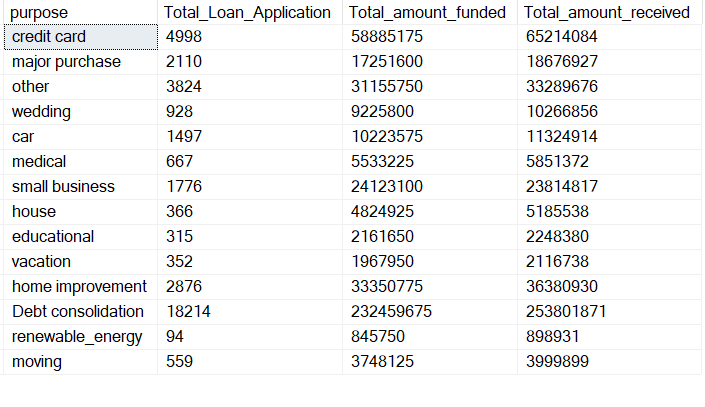 purpose Total_Loan_Application Total_amount_funded Total_amount_received
credit card 4998 58885175 65214084
major purchase 2110 17251600 18676927
other 3824 31155750 33289676
wedding 928 9225800 10266856
car 1497 10223575 11324914
medical 667 5533225 5851372
small business 1776 24123100 23814817
house 366 4824925 5185538
educational 315 2161650 2248380
vacation 352 1967950 2116738
home improvement 2876 33350775 36380930
Debt consolidation 18214 232459675 253801871
renewable_energy 94 845750 898931
moving 559 3748125 3999899